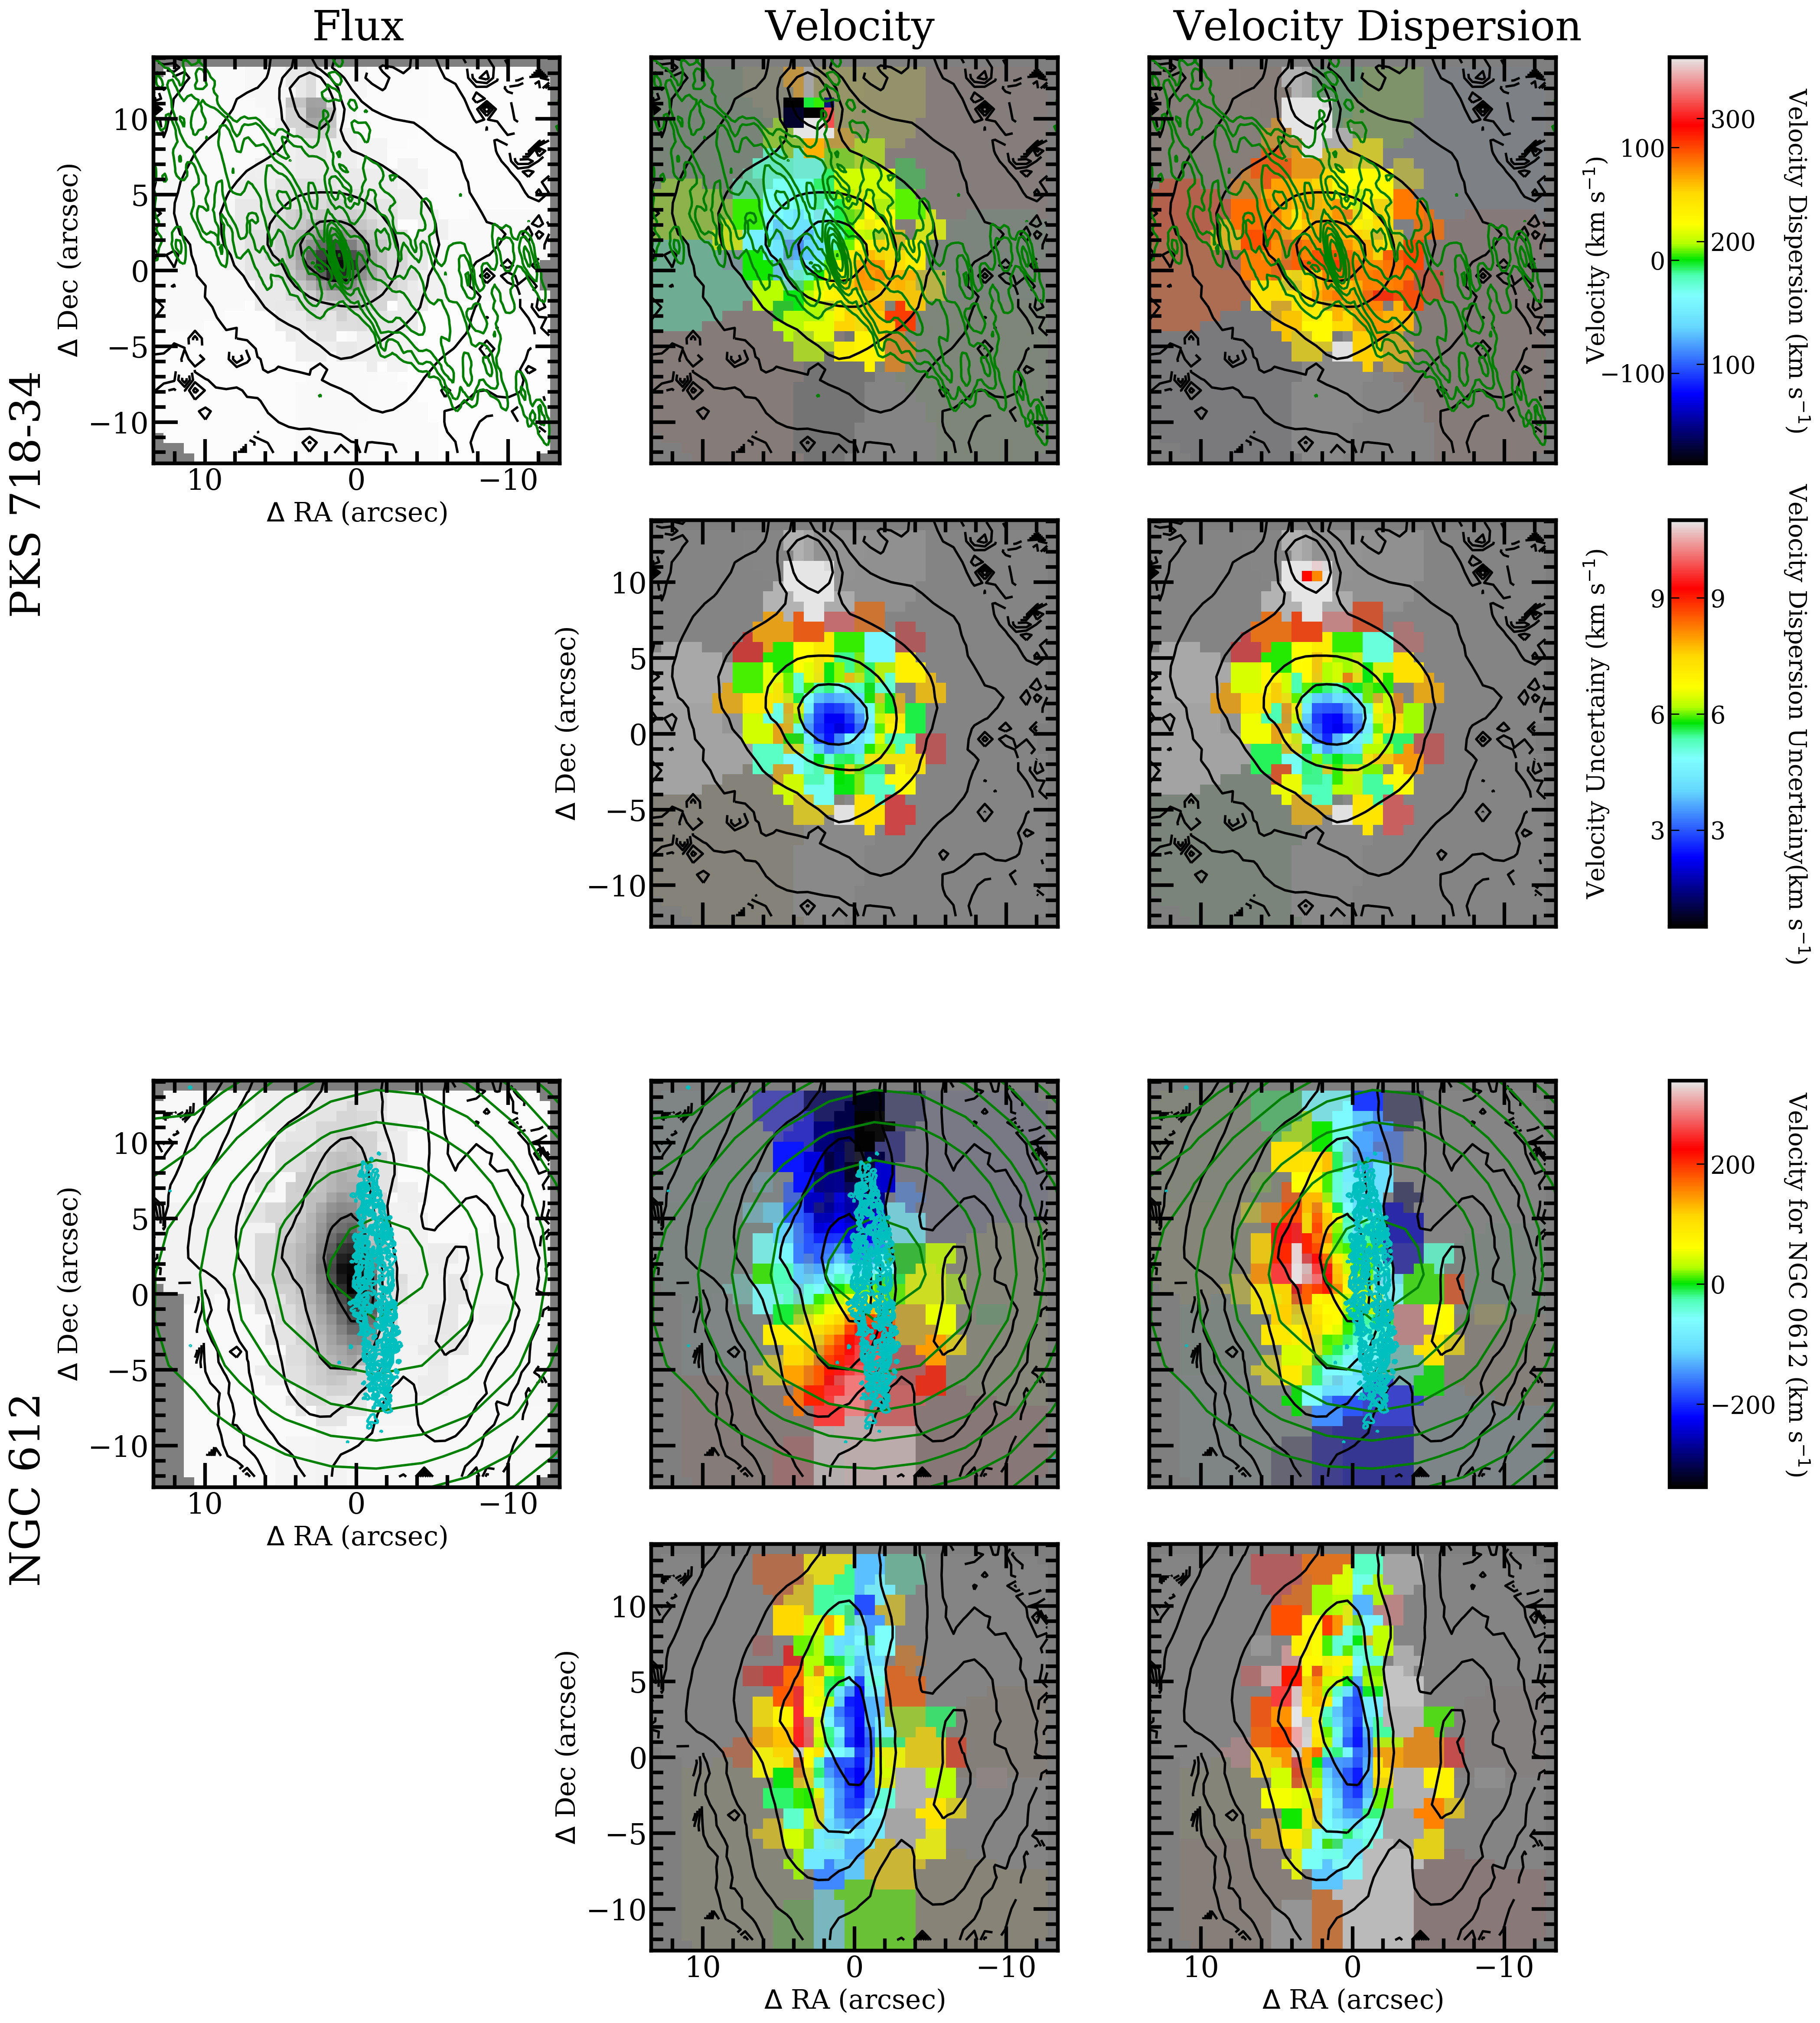 Flux
Velocity
Velocity Dispersion
PKS 718-34
Δ Dec (arcsec)
10
5
0
−5
−10
10
0
−10
Δ RA (arcsec)
Velocity (km s⁻¹)
100
0
−100
300
200
100
Velocity Dispersion (km s⁻¹)
Δ Dec (arcsec)
10
5
0
−5
−10
Velocity Uncertainy (km s⁻¹)
9
6
3
9
6
3
Velocity Dispersion Uncertainy(km s⁻¹)
NGC 612
Δ Dec (arcsec)
10
5
0
−5
−10
10
0
−10
Δ RA (arcsec)
200
0
−200
Velocity for NGC 0612 (km s⁻¹)
Δ Dec (arcsec)
10
5
0
−5
−10
10
0
−10
Δ RA (arcsec)
10
0
−10
Δ RA (arcsec)